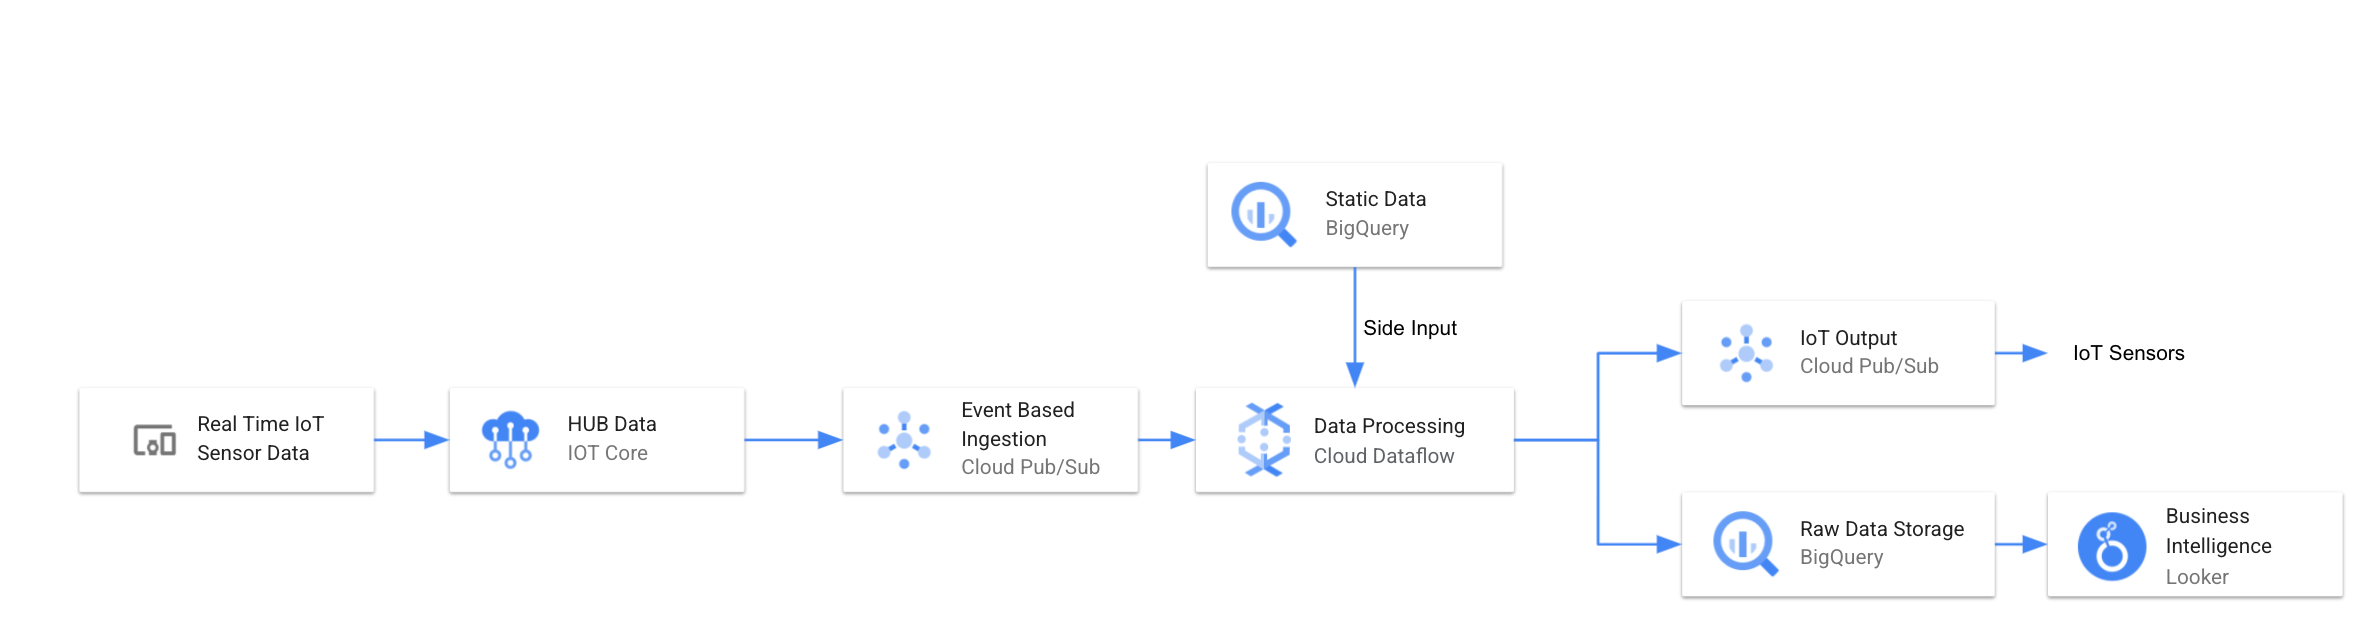 Static Data
BigQuery
Side Input
Real Time IoT
Sensor Data
HUB Data
IOT Core
Event Based
Ingestion
Cloud Pub/Sub
Data Processing
Cloud Dataflow
IoT Output
Cloud Pub/Sub
IoT Sensors
Raw Data Storage
BigQuery
Business
Intelligence
Looker